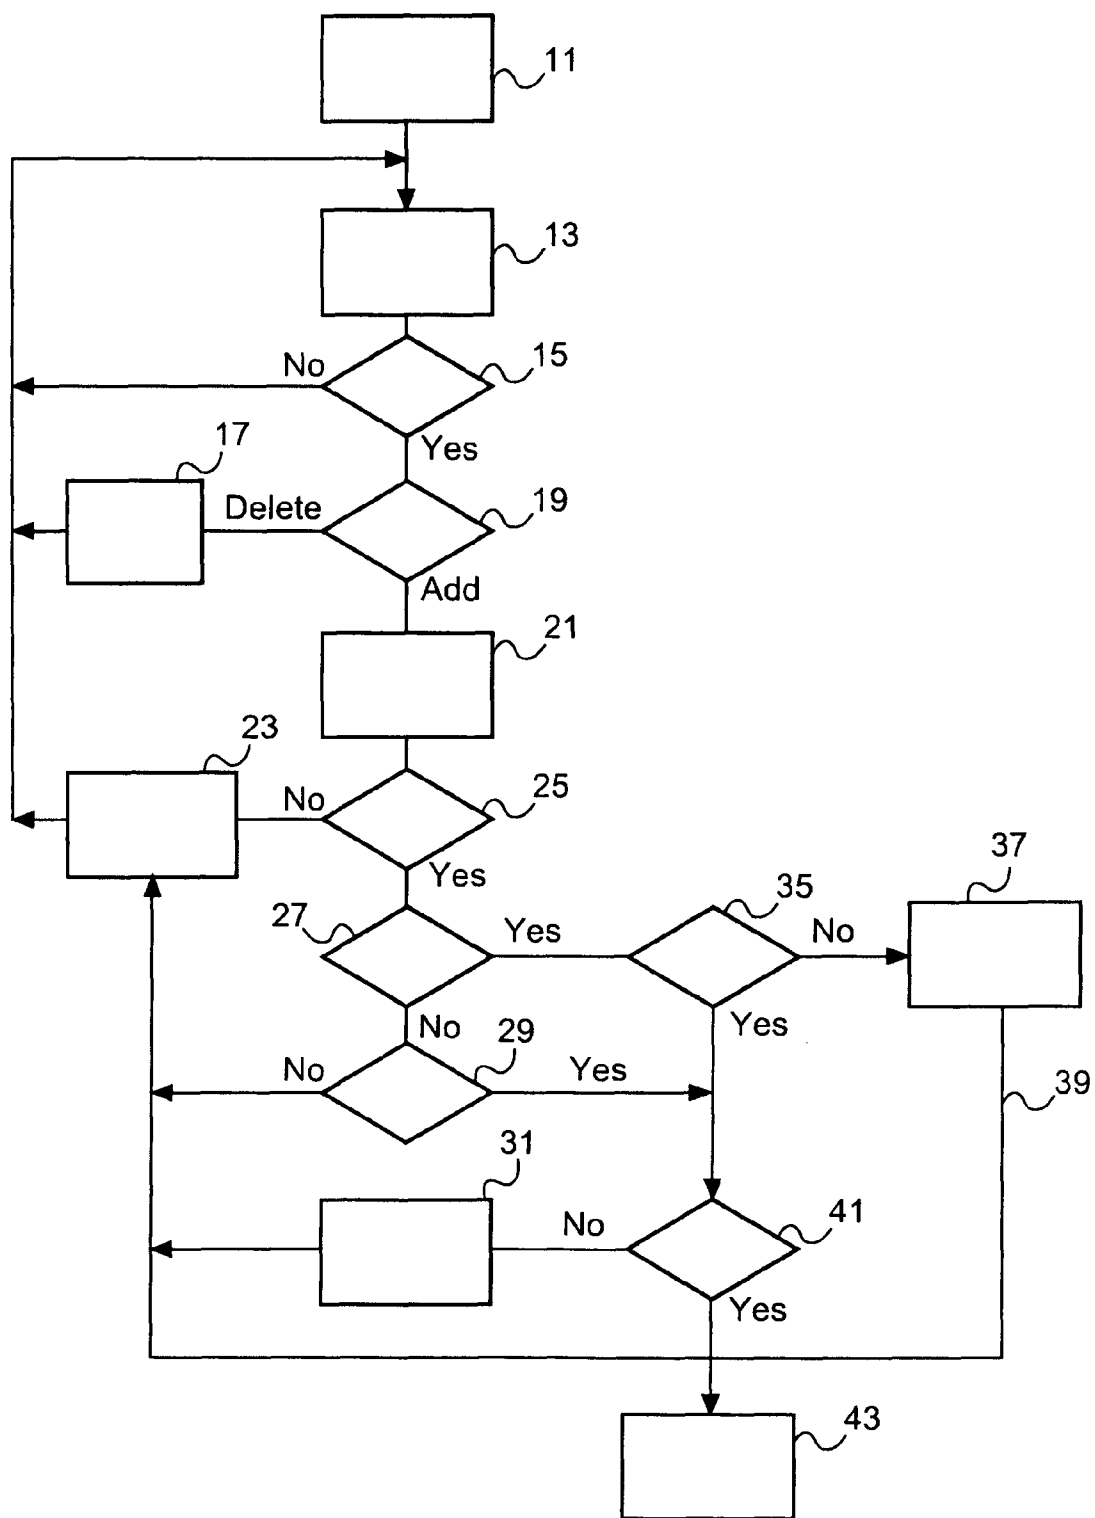 11
13
No
15
Yes
17
Delete
19
Add
21
23
No
25
Yes
37
27
Yes
35
No
No
Yes
29
No
Yes
39
31
No
41
Yes
43